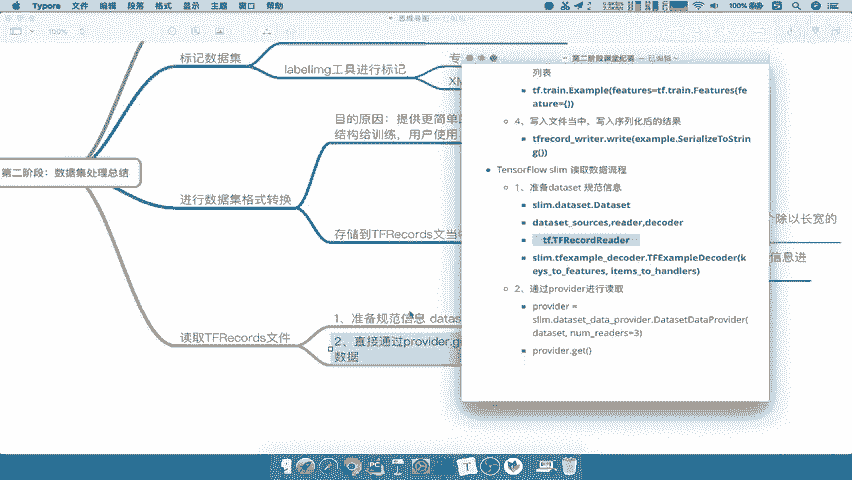 Typora 文件 编辑 段落 格式 显示 主题 窗口 帮助
100%
思维导图
标记数据集
labelimg工具进行标记
专
XM
目的原因：提供更简单的
结构给训练，用户使用
第二阶段：数据集处理总结
进行数据集格式转换
存储到TFRecords文当
个除以长宽的
信息进
读取TFRecords文件
1、准备规范信息 datas
2、直接通过provider.g
数据
第二阶段课堂纪要 — 已编辑
列表
tf.train.Example(features=tf.train.Features(fe
ature={}))
4、写入文件当中，写入序列化后的结果
tfrecord_writer.write(example.SerializeToStrin
g())
TensorFlow slim 读取数据流程
1、准备dataset 规范信息
slim.dataset.Dataset
dataset_sources,reader,decoder
tf.TFRecordReader
slim.tfexample_decoder.TFExampleDecoder(k
eys_to_features, items_to_handlers)
2、通过provider进行读取
provider =
slim.dataset_data_provider.DatasetDataProvider(
dataset, num_readers=3)
provider.get()